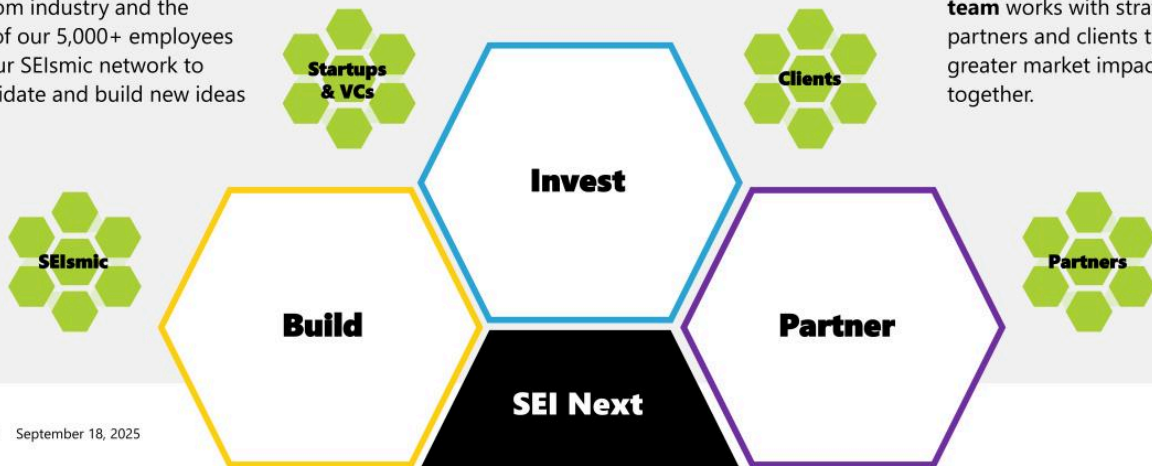 om industry and the
of our 5,000+ employees
ur SEIsmic network to
idate and build new ideas
team works with stra
partners and clients t
greater market impac
together.
Startups
& VCs
Clients
Invest
SEIsmic
Partners
Build
Partner
SEI Next
September 18, 2025